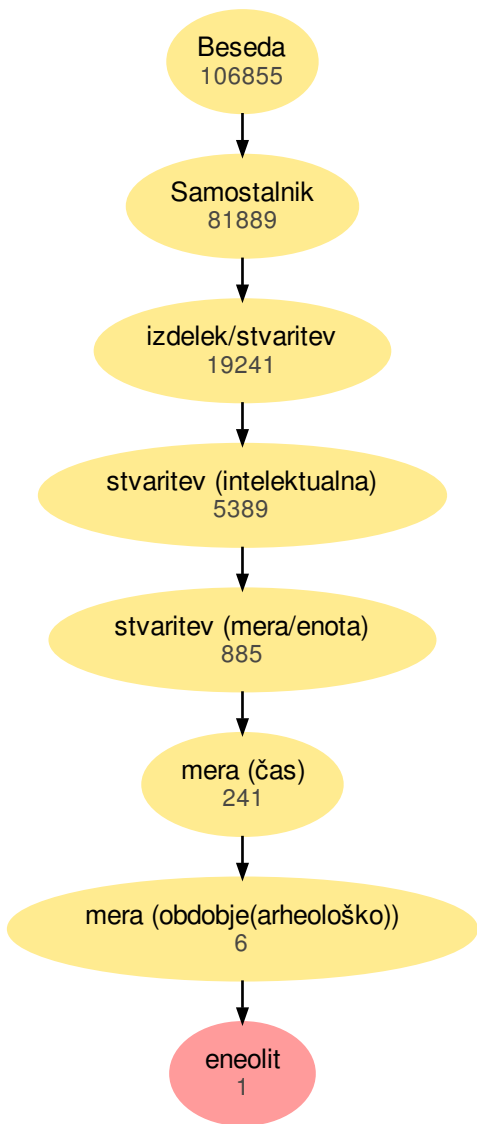 Beseda
106855
Samostalnik
81889
izdelek/stvaritev
19241
stvaritev (intelektualna)
5389
stvaritev (mera/enota)
885
mera (čas)
241
mera (obdobje(arheološko))
6
eneolit
1